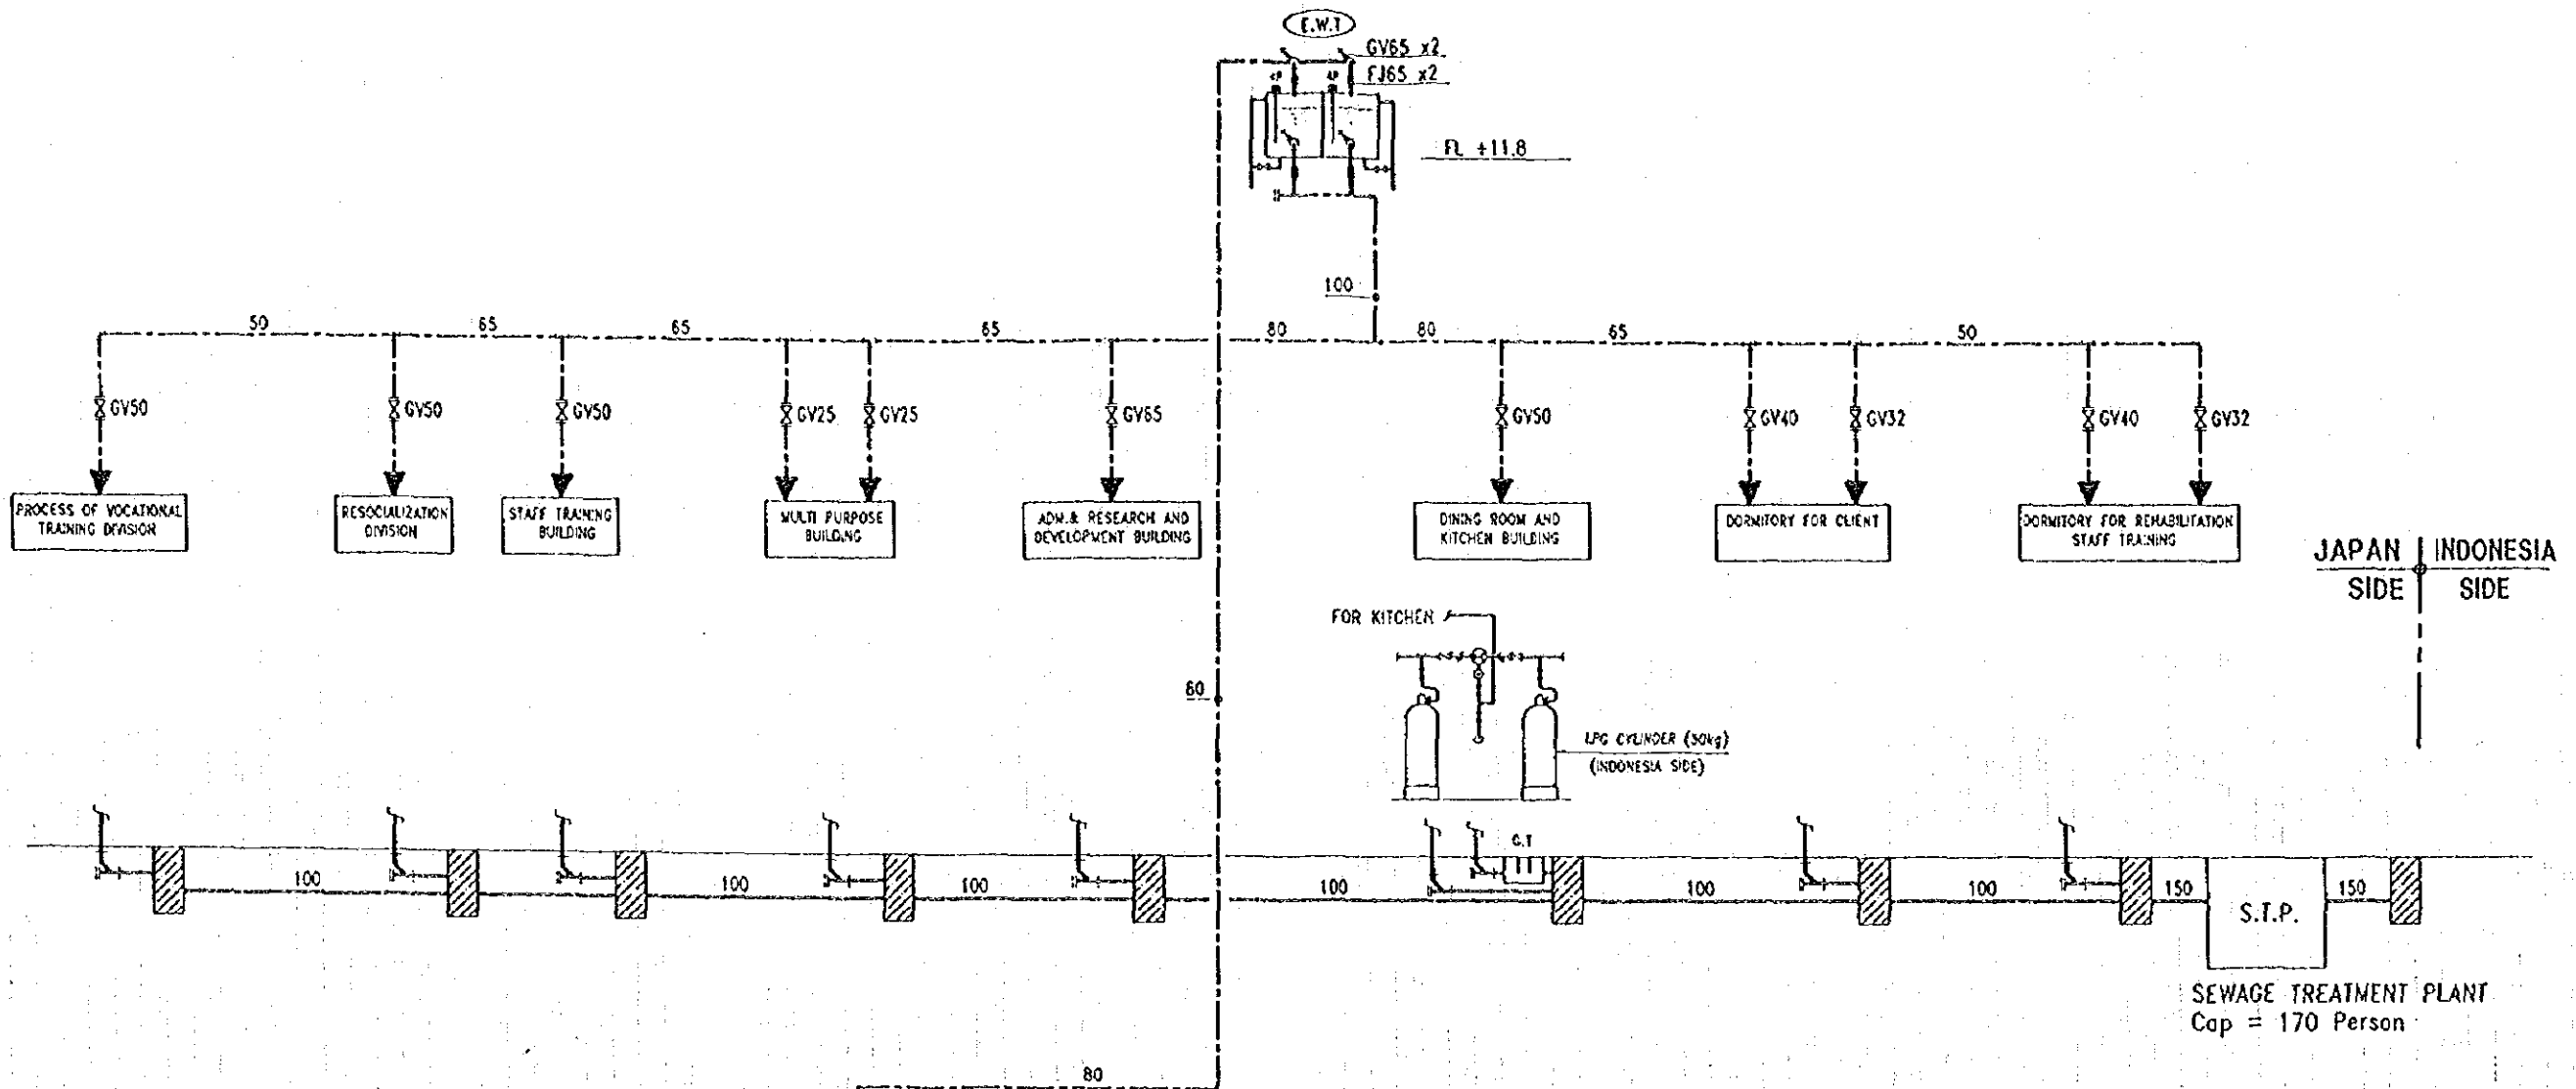 E.W.T
GV65 x2
FJ65 x2
FL +11.8
100
50
65
65
65
80
80
65
50
GV50
GV50
GV50
GV25
GV25
GV65
GV50
GV40
GV32
GV40
GV32
PROCESS OF VOCATIONAL
TRAINING DIVISION
RESOCIALIZATION
DIVISION
STAFF TRAINING
BUILDING
MULTI PURPOSE
BUILDING
ADM.& RESEARCH AND
DEVELOPMENT BUILDING
DINING ROOM AND
KITCHEN BUILDING
DORMITORY FOR CLIENT
DORMITORY FOR REHABILITATION
STAFF TRAINING
JAPAN
SIDE
INDONESIA
SIDE
FOR KITCHEN
80
LPG CYLINDER (50kg)
(INDONESIA SIDE)
G.T
100
100
100
100
100
100
150
S.T.P.
150
SEWAGE TREATMENT PLANT
Cap = 170 Person
80